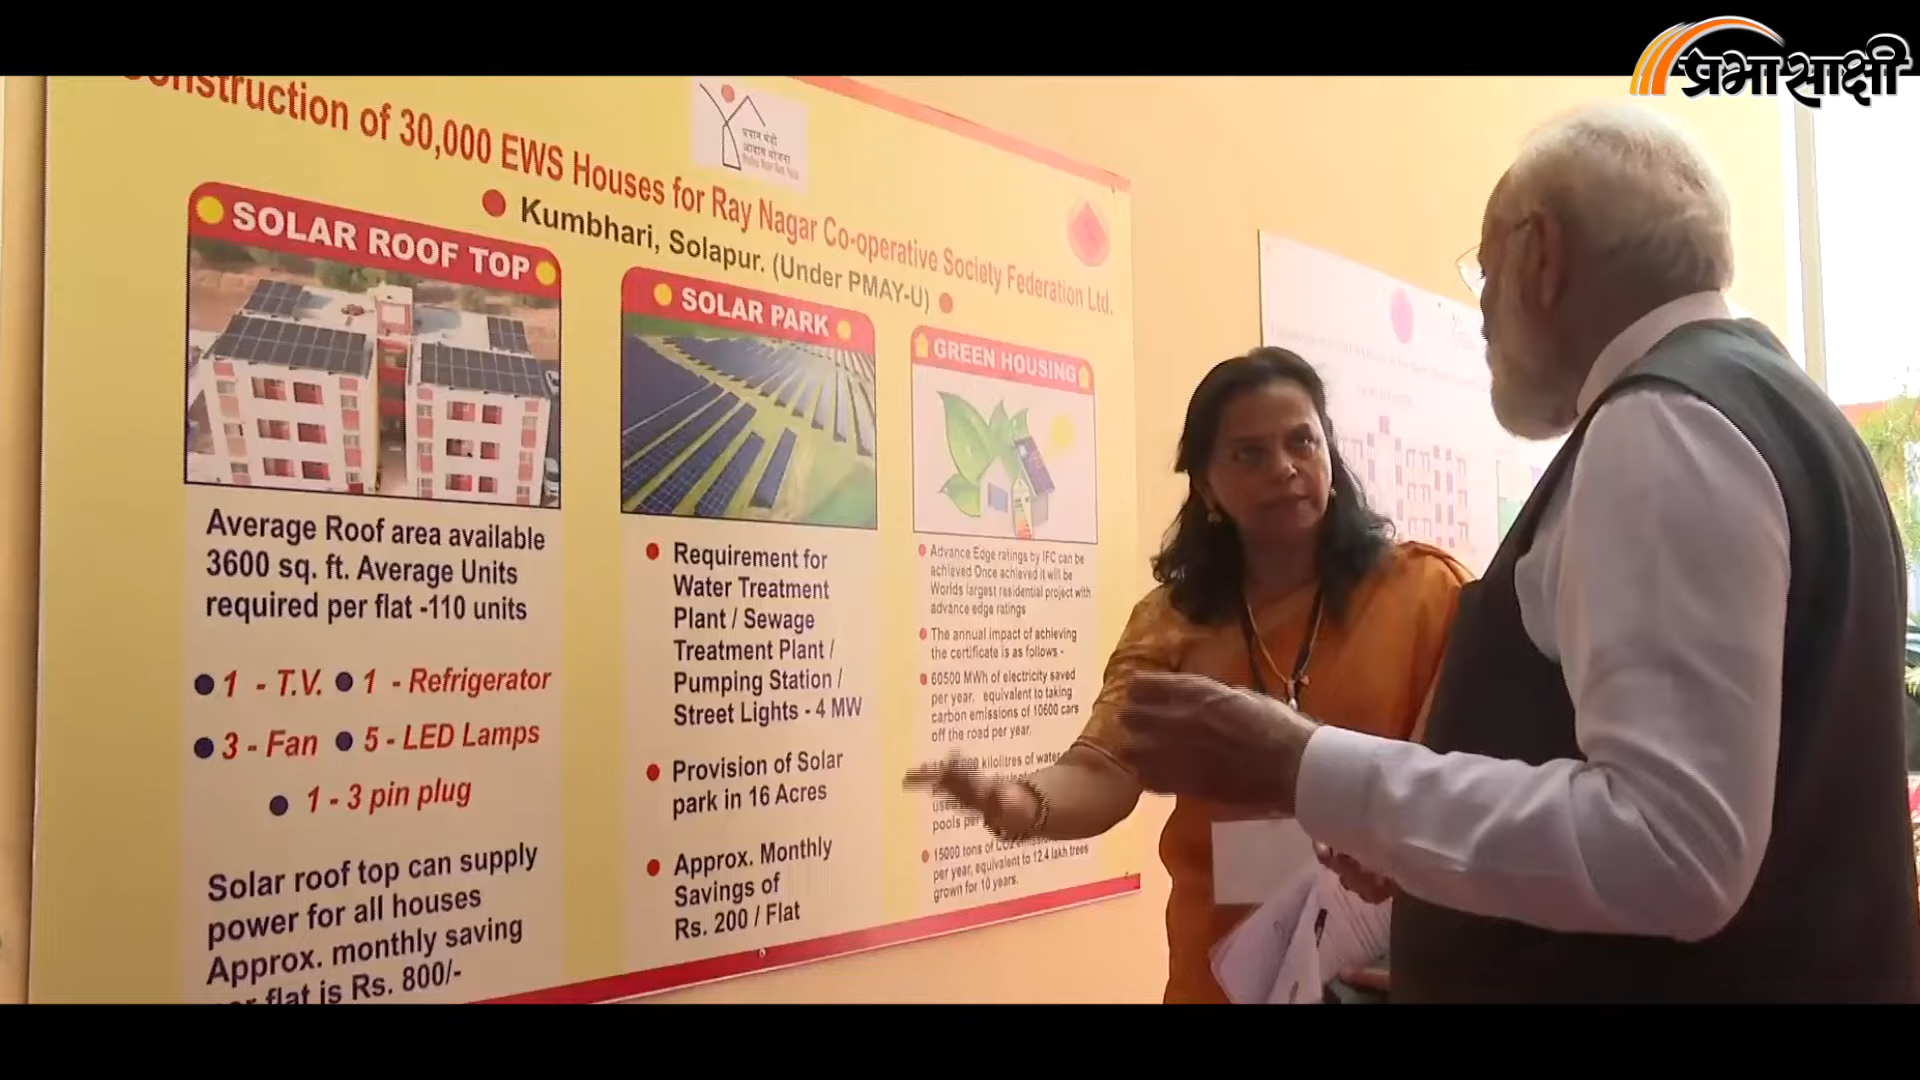 प्रभासाक्षी
Construction of 30,000 EWS Houses for Ray Nagar Co-operative Society Federation Ltd.
Kumbhari, Solapur. (Under PMAY-U)
प्रधान मंत्री
आवास योजना
SOLAR ROOF TOP
Average Roof area available
3600 sq. ft. Average Units
required per flat -110 units
1 - T.V. 1 - Refrigerator
3 - Fan 5 - LED Lamps
1 - 3 pin plug
Solar roof top can supply
power for all houses
Approx. monthly saving
flat is Rs. 800/-
SOLAR PARK
Requirement for
Water Treatment
Plant / Sewage
Treatment Plant /
Pumping Station /
Street Lights - 4 MW
Provision of Solar
park in 16 Acres
Approx. Monthly
Savings of
Rs. 200 / Flat
GREEN HOUSING
Advance Edge ratings by IFC can be
achieved Once achieved it will be
Worlds largest residential project with
advance edge ratings
The annual impact of achieving
the certificate is as follows -
60500 MWh of electricity saved
per year, equivalent to taking
carbon emissions of 10600 cars
off the road per year.
kilolitres of water
pools per
15000 tons of CO2
per year, equivalent to 12.4 lakh trees
grown for 10 years.